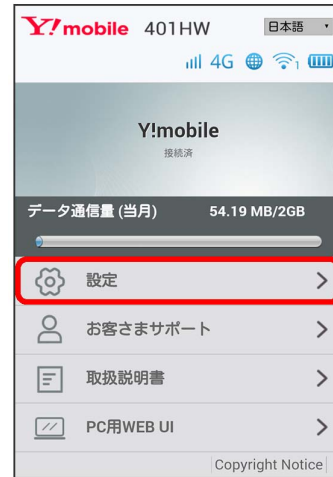 Y!mobile 401HW 日本語
4G 1
Y!mobile
接続済
データ通信量 (当月) 54.19 MB/2GB
設定
お客さまサポート
取扱説明書
PC用WEB UI
Copyright Notice